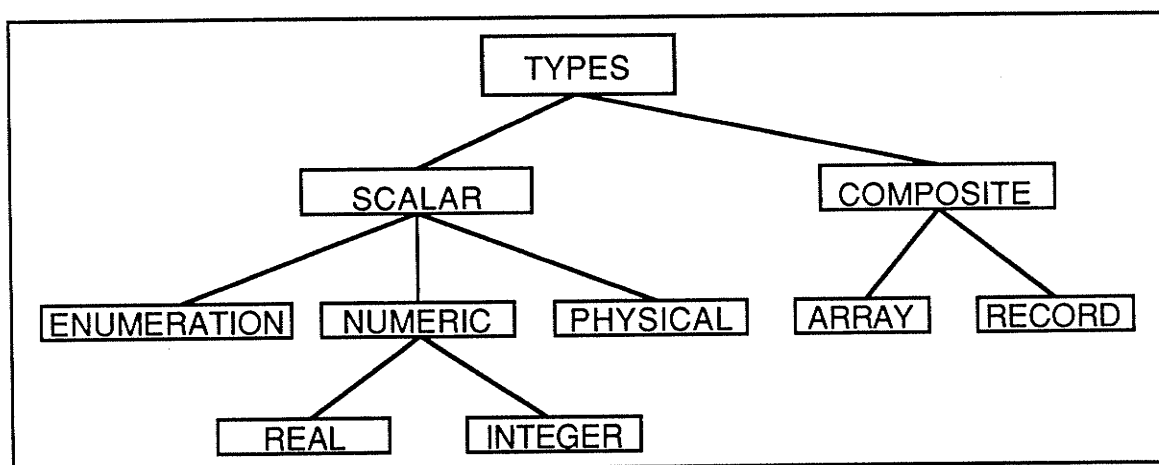 TYPES
SCALAR
COMPOSITE
ENUMERATION
NUMERIC
PHYSICAL
ARRAY
RECORD
REAL
INTEGER